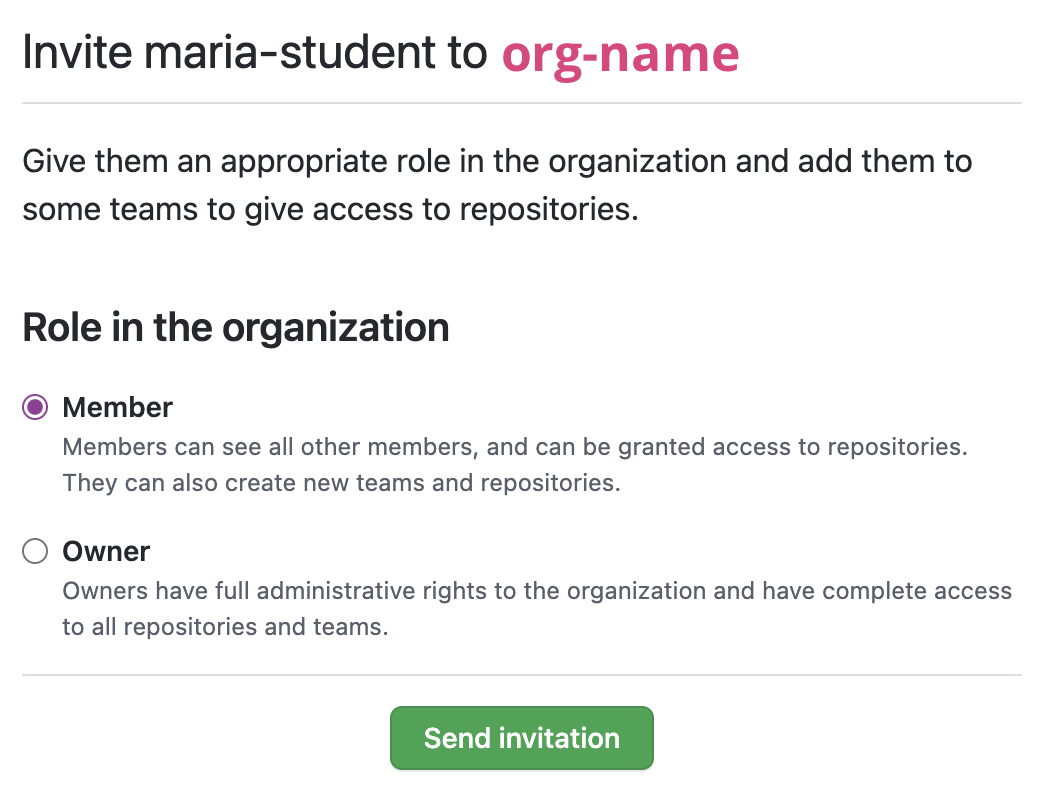 Invite maria-student to org-name
Give them an appropriate role in the organization and add them to
some teams to give access to repositories.
Role in the organization
Member
Members can see all other members, and can be granted access to repositories.
They can also create new teams and repositories.
Owner
Owners have full administrative rights to the organization and have complete access
to all repositories and teams.
Send invitation